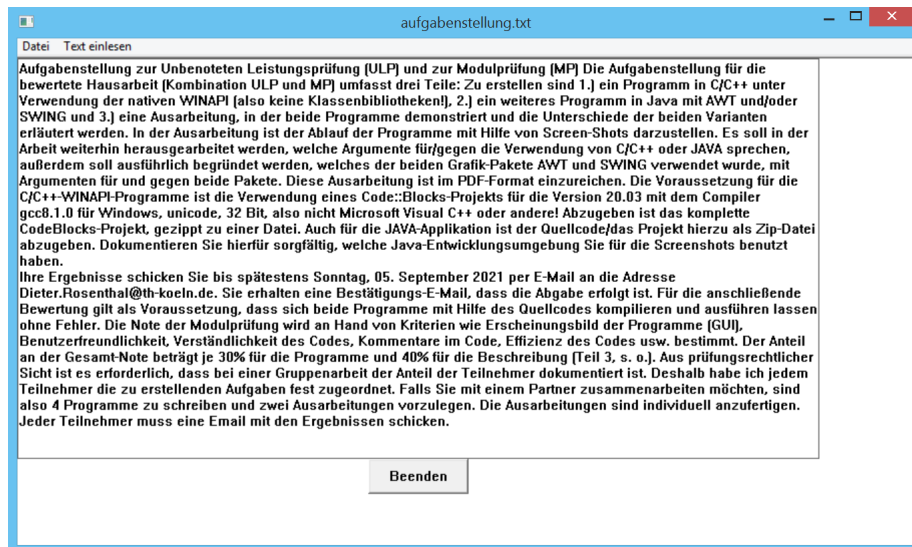 aufgabenstellung.txt
Datei Text einlesen
Aufgabenstellung zur Unbenoteten Leistungsprüfung (ULP) und zur Modulprüfung (MP) Die Aufgabenstellung für die
bewertete Hausarbeit (Kombination ULP und MP) umfasst drei Teile: Zu erstellen sind 1.) ein Programm in C/C++ unter
Verwendung der nativen WINAPI (also keine Klassenbibliotheken!), 2.) ein weiteres Programm in Java mit AWT und/oder
SWING und 3.) eine Ausarbeitung, in der beide Programme demonstriert und die Unterschiede der beiden Varianten
erläutert werden. In der Ausarbeitung ist der Ablauf der Programme mit Hilfe von Screen-Shots darzustellen. Es soll in der
Arbeit weiterhin herausgearbeitet werden, welche Argumente für/gegen die Verwendung von C/C++ oder JAVA sprechen,
außerdem soll ausführlich begründet werden, welches der beiden Grafik-Pakete AWT und SWING verwendet wurde, mit
Argumenten für und gegen beide Pakete. Diese Ausarbeitung ist im PDF-Format einzureichen. Die Voraussetzung für die
C/C++-WINAPI-Programme ist die Verwendung eines Code::Blocks-Projekts für die Version 20.03 mit dem Compiler
gcc8.1.0 für Windows, unicode, 32 Bit, also nicht Microsoft Visual C++ oder andere! Abzugeben ist das komplette
CodeBlocks-Projekt, gezippt zu einer Datei. Auch für die JAVA-Applikation ist der Quellcode/das Projekt hierzu als Zip-Datei
abzugeben. Dokumentieren Sie hierfür sorgfältig, welche Java-Entwicklungsumgebung Sie für die Screenshots benutzt
haben.
Ihre Ergebnisse schicken Sie bis spätestens Sonntag, 05. September 2021 per E-Mail an die Adresse
Dieter.Rosenthal@th-koeln.de. Sie erhalten eine Bestätigungs-E-Mail, dass die Abgabe erfolgt ist. Für die anschließende
Bewertung gilt als Voraussetzung, dass sich beide Programme mit Hilfe des Quellcodes kompilieren und ausführen lassen
ohne Fehler. Die Note der Modulprüfung wird an Hand von Kriterien wie Erscheinungsbild der Programme (GUI),
Benutzerfreundlichkeit, Verständlichkeit des Codes, Kommentare im Code, Effizienz des Codes usw. bestimmt. Der Anteil
an der Gesamt-Note beträgt je 30% für die Programme und 40% für die Beschreibung (Teil 3, s. o.). Aus prüfungsrechtlicher
Sicht ist es erforderlich, dass bei einer Gruppenarbeit der Anteil der Teilnehmer dokumentiert ist. Deshalb habe ich jedem
Teilnehmer die zu erstellenden Aufgaben fest zugeordnet. Falls Sie mit einem Partner zusammenarbeiten möchten, sind
also 4 Programme zu schreiben und zwei Ausarbeitungen vorzulegen. Die Ausarbeitungen sind individuell anzufertigen.
Jeder Teilnehmer muss eine Email mit den Ergebnissen schicken.
Beenden